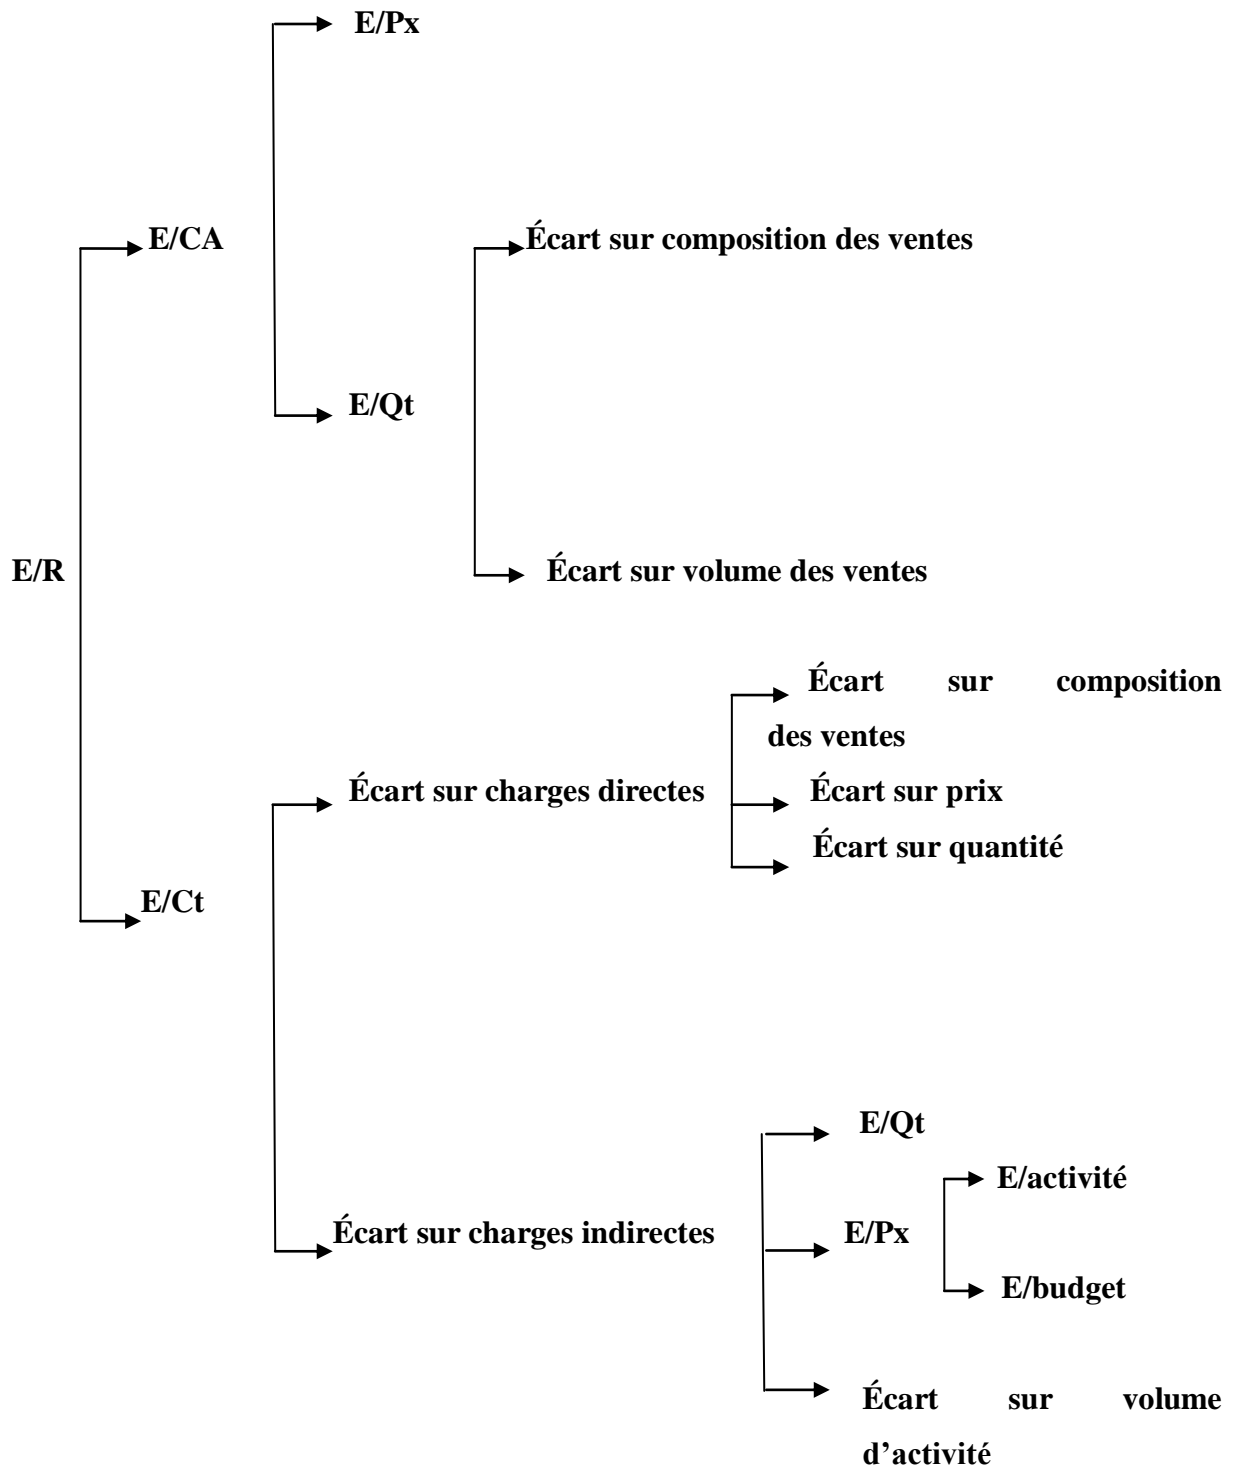 E/Px
E/CA
Écart sur composition des ventes
E/Qt
E/R
Écart sur volume des ventes
Écart sur composition
des ventes
Écart sur charges directes
Écart sur prix
Écart sur quantité
E/Ct
E/Qt
E/activité
Écart sur charges indirectes
E/Px
E/budget
Écart sur volume
d’activité